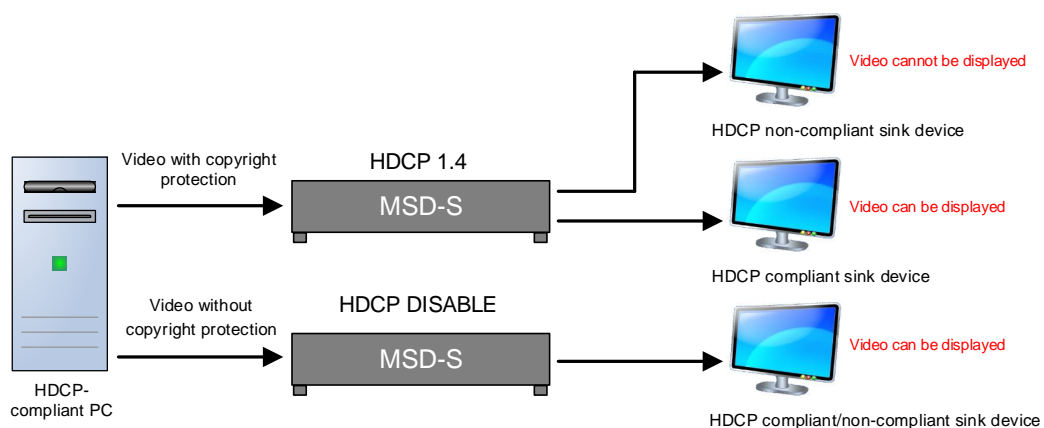 Video cannot be displayed
HDCP non-compliant sink device
Video with copyright
protection
HDCP 1.4
MSD-S
Video can be displayed
HDCP compliant sink device
Video without
copyright protection
HDCP DISABLE
MSD-S
Video can be displayed
HDCP-
compliant PC
HDCP compliant/non-compliant sink device